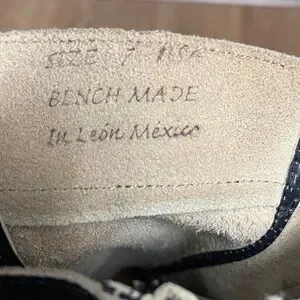 SIZE 7 USA
BENCH MADE
In León México